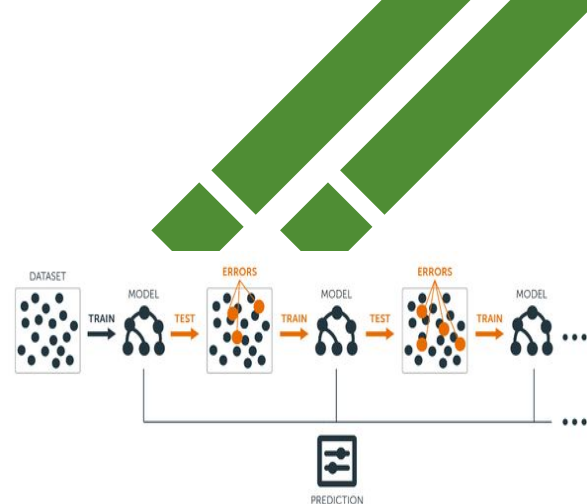 ERRORS
ERRORS
DATASET
MODEL
MODEL
MODEL
TRAIN
TEST
TRAIN
TEST
TRAIN
PREDICTION